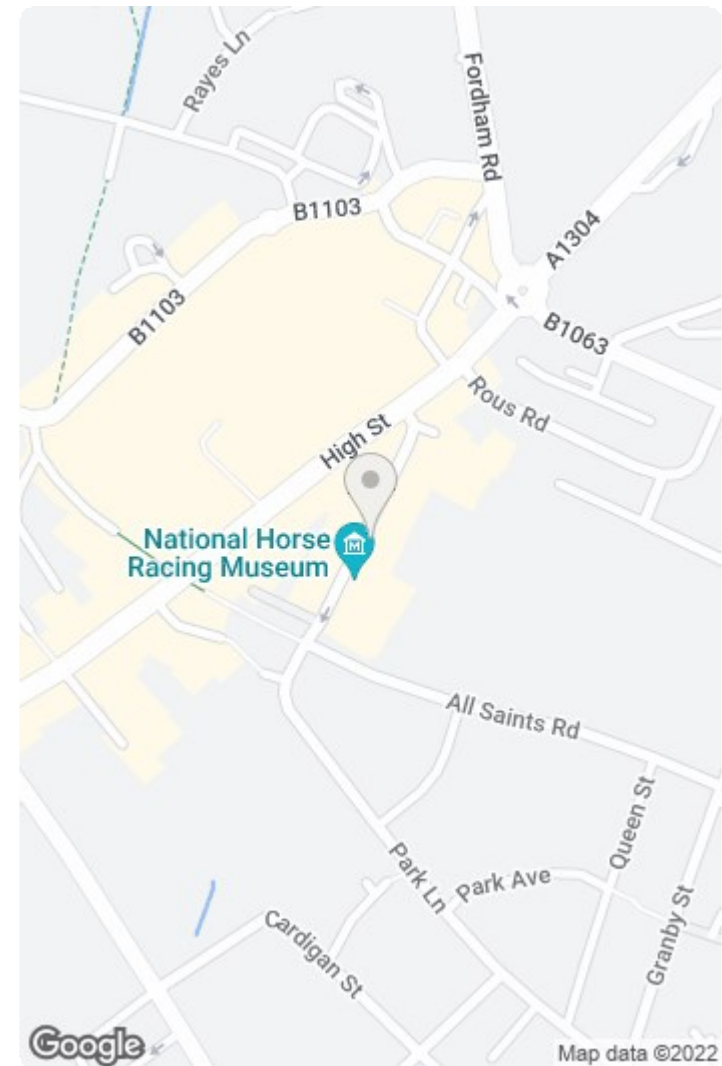 Rayes Ln
Fordham Rd
B1103
A1304
B1103
B1063
Rous Rd
High St
National Horse
Racing Museum
M
All Saints Rd
Queen St
Park Ln
Park Ave
Granby St
Cardigan St
Google
Map data ©2022